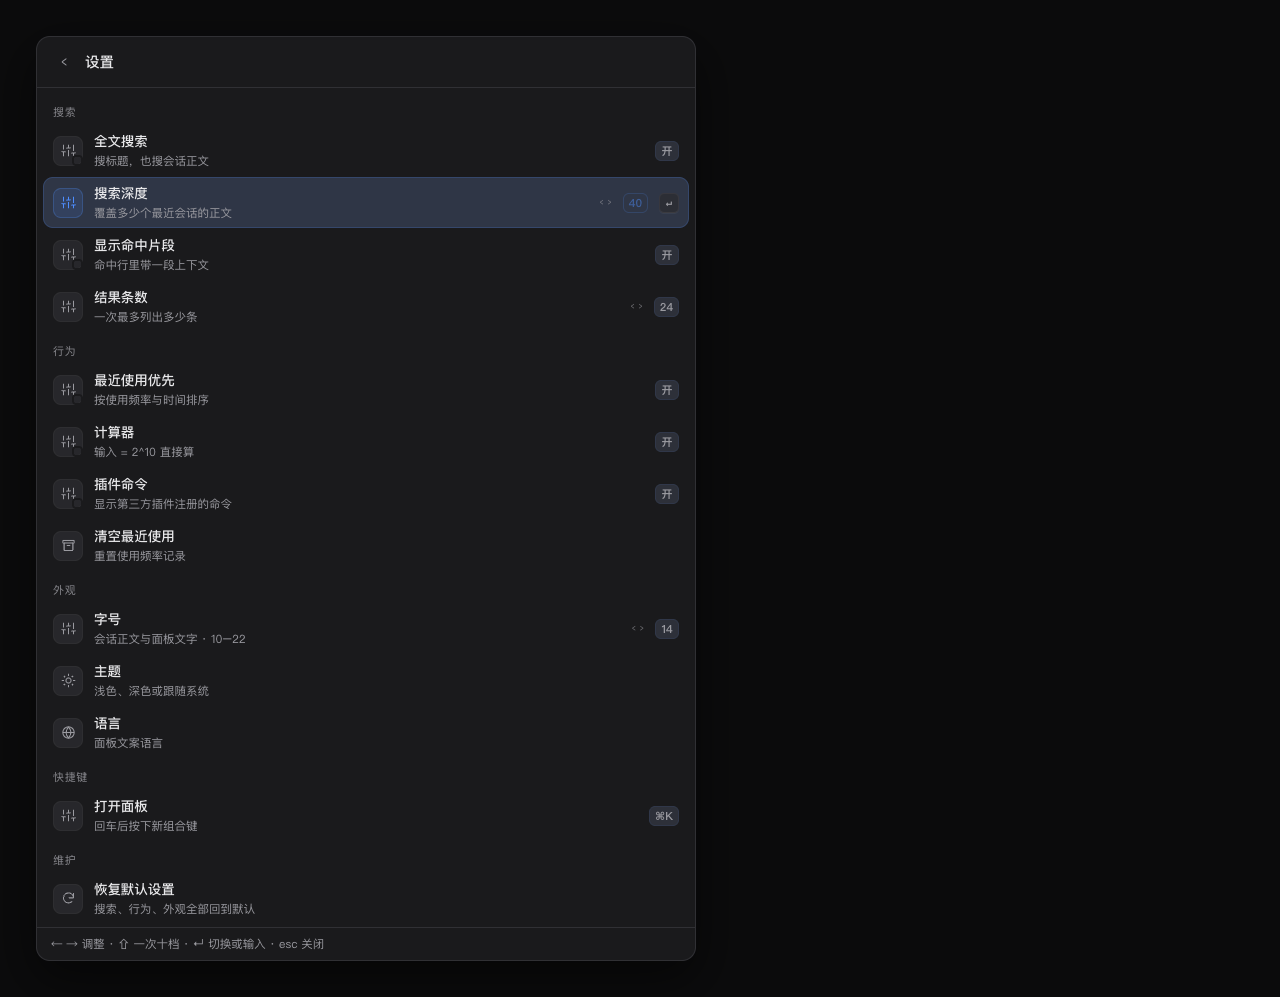 设置
搜索
全文搜索
搜标题，也搜会话正文
开
搜索深度
覆盖多少个最近会话的正文
‹ › 40 ↵
显示命中片段
命中行里带一段上下文
开
结果条数
一次最多列出多少条
‹ › 24
行为
最近使用优先
按使用频率与时间排序
开
计算器
输入 = 2^10 直接算
开
插件命令
显示第三方插件注册的命令
开
清空最近使用
重置使用频率记录
外观
字号
会话正文与面板文字 · 10–22
‹ › 14
主题
浅色、深色或跟随系统
语言
面板文案语言
快捷键
打开面板
回车后按下新组合键
⌘K
维护
恢复默认设置
搜索、行为、外观全部回到默认
← → 调整 · ⇧ 一次十档 · ↵ 切换或输入 · esc 关闭